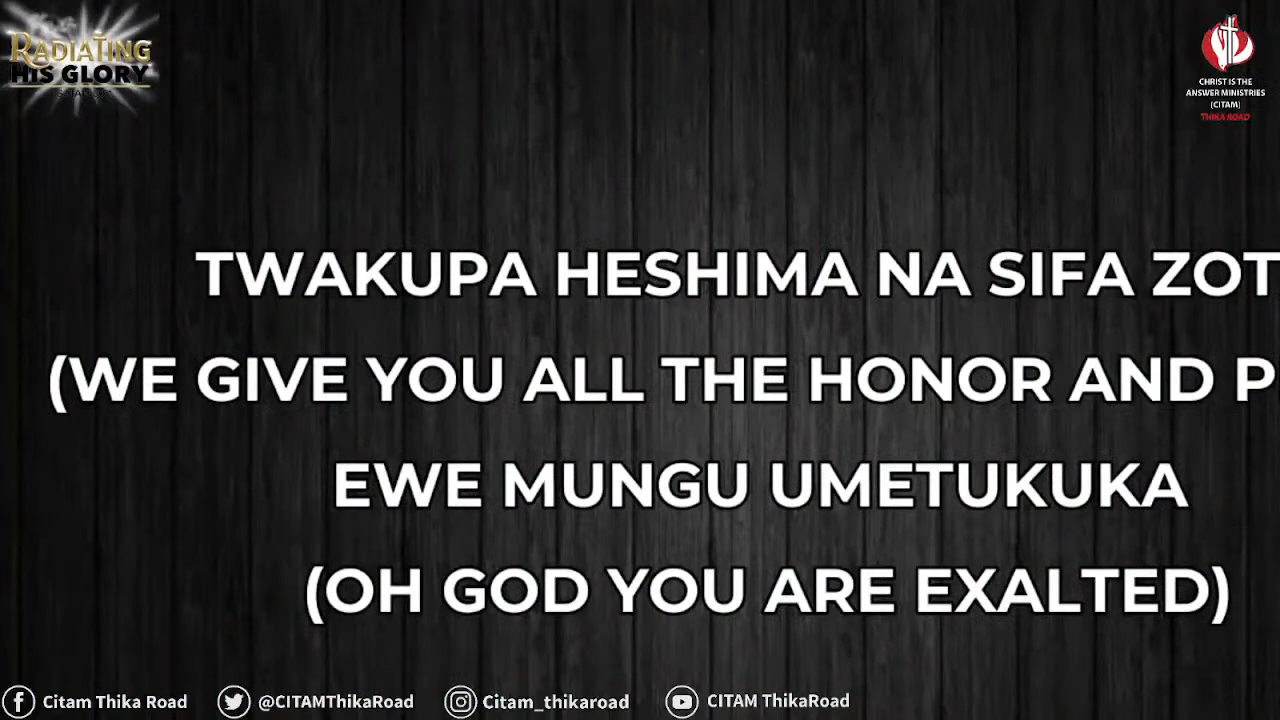 RADIATING
HIS GLORY
CHRIST IS THE
ANSWER MINISTRIES
(CITAM)
THIKA ROAD
TWAKUPA HESHIMA NA SIFA ZOT
(WE GIVE YOU ALL THE HONOR AND P
EWE MUNGU UMETUKUKA
(OH GOD YOU ARE EXALTED)
Citam Thika Road
@CITAMThikaRoad
Citam_thikaroad
CITAM ThikaRoad